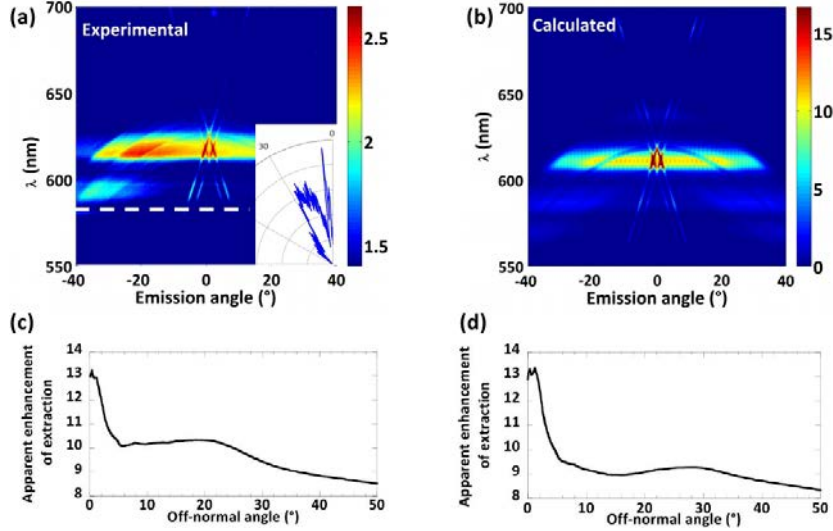 (a)
Experimental
700
650
600
550
λ (nm)
-40 -20 0 20 40
Emission angle (°)
0
30
2.5
2
1.5
(b)
Calculated
700
650
600
550
λ (nm)
-40 -20 0 20 40
Emission angle (°)
15
10
5
0
(c)
14
13
12
11
10
9
8
Apparent enhancement
of extraction
0 10 20 30 40 50
Off-normal angle (°)
(d)
14
13
12
11
10
9
8
Apparent enhancement
of extraction
0 10 20 30 40 50
Off-normal angle (°)